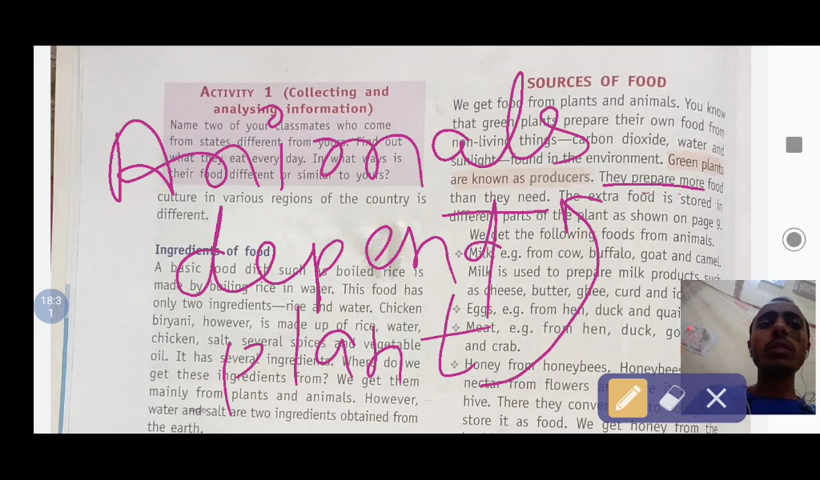 ACTIVITY 1 (Collecting and
analysing information)
Name two of your classmates who come
from states different from yours. Find out
what they eat every day. In what ways is
their food different or similar to yours?
culture in various regions of the country is
different.
Ingredients of food
A basic food dish such as boiled rice is
made by boiling rice in water. This food has
only two ingredients—rice and water. Chicken
biryani, however, is made up of rice, water,
chicken, salt, several spices and vegetable
oil. It has several ingredients. Where do we
get these ingredients from? We get them
mainly from plants and animals. However,
water and salt are two ingredients obtained from
the earth.
SOURCES OF FOOD
We get food from plants and animals. You know
that green plants prepare their own food from
non-living things—carbon dioxide, water and
sunlight—found in the environment. Green plants
are known as producers. They prepare more food
than they need. The extra food is stored in
different parts of the plant as shown on page 9.
We get the following foods from animals.
Milk, e.g. from cow, buffalo, goat and camel.
Milk is used to prepare milk products such
as cheese, butter, ghee, curd and
Eggs, e.g. from hen, duck and
Meat, e.g. from hen, duck,
and crab.
Honey from honeybees.
nectar from flowers
hive. There they
store it as food. We get honey from the
Animals
depend
plant
18:3
1